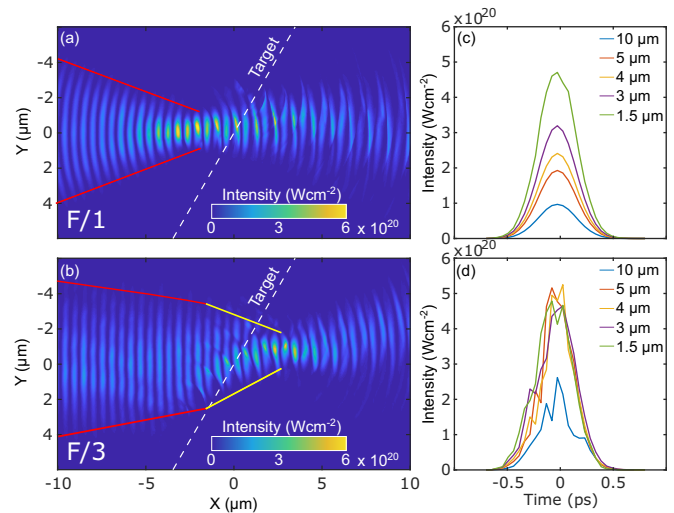 (a)
-4
-2
0
2
4
Y (μm)
Target
Intensity (Wcm-2)
0 3 6
x 1020
F/1
(b)
-4
-2
0
2
4
Y (μm)
Target
Intensity (Wcm-2)
0 3 6
x 1020
F/3
-10 -5 0 5 10
X (μm)
6 x1020
(c)
5
4
3
2
1
0
Intensity (Wcm-2)
10 μm
5 μm
4 μm
3 μm
1.5 μm
6 x1020
(d)
5
4
3
2
1
0
Intensity (Wcm-2)
10 μm
5 μm
4 μm
3 μm
1.5 μm
-0.5 0 0.5
Time (ps)